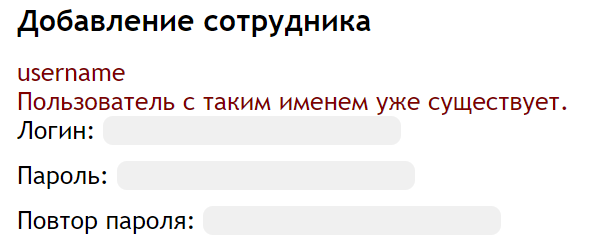 Добавление сотрудника
username
Пользователь с таким именем уже существует.
Логин:
Пароль:
Повтор пароля: